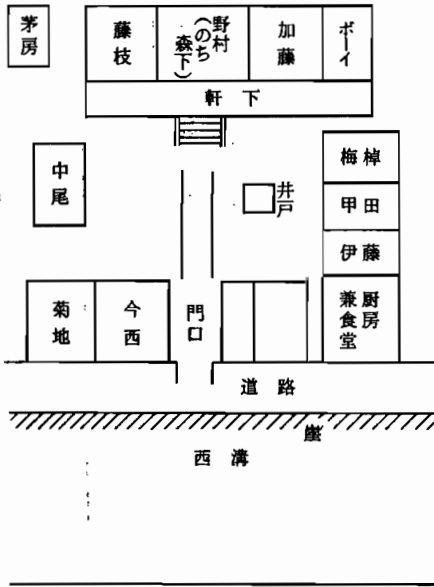 茅房
藤枝
野村
(のち森下)
加藤
ボーイ
軒下
中尾
井戸
梅棹
甲田
伊藤
菊地
今西
門口
厨房
兼食堂
道路
崖
西溝